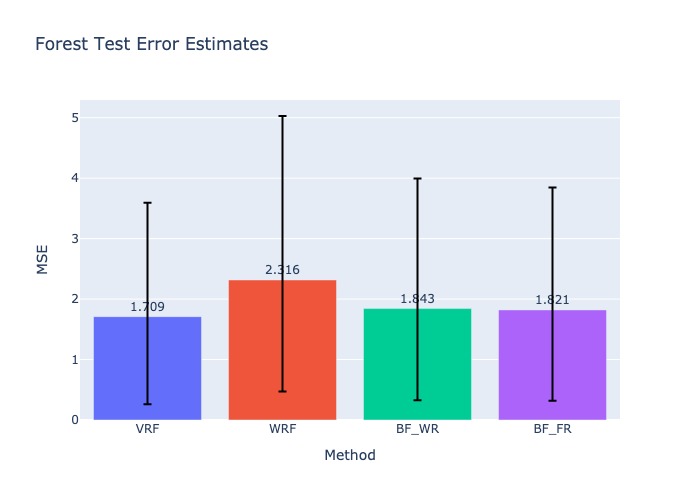 Forest Test Error Estimates
5
4
3
2
1
0
MSE
1.709
2.316
1.843
1.821
VRF
WRF
BF_WR
BF_FR
Method